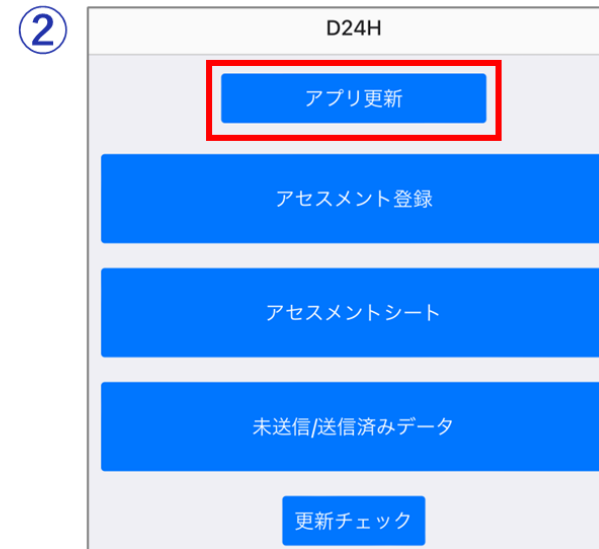 ②
D24H
アプリ更新
アセスメント登録
アセスメントシート
未送信/送信済みデータ
更新チェック